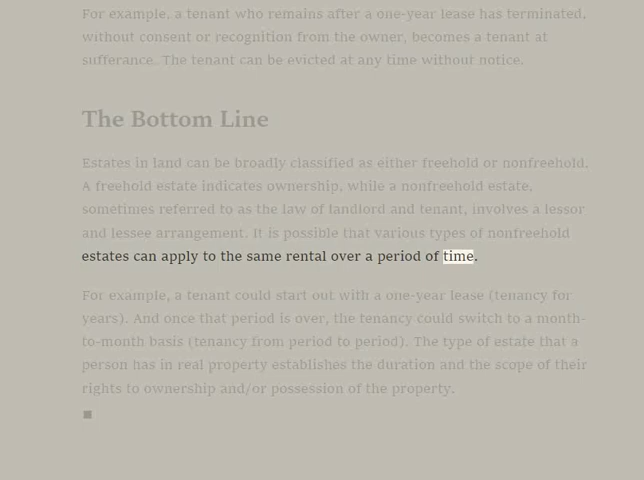 For example, a tenant who remains after a one-year lease has terminated,
without consent or recognition from the owner, becomes a tenant at
sufferance. The tenant can be evicted at any time without notice.
The Bottom Line
Estates in land can be broadly classified as either freehold or nonfreehold.
A freehold estate indicates ownership, while a nonfreehold estate,
sometimes referred to as the law of landlord and tenant, involves a lessor
and lessee arrangement. It is possible that various types of nonfreehold
estates can apply to the same rental over a period of time.
For example, a tenant could start out with a one-year lease (tenancy for
years). And once that period is over, the tenancy could switch to a month-
to-month basis (tenancy from period to period). The type of estate that a
person has in real property establishes the duration and the scope of their
rights to ownership and/or possession of the property.